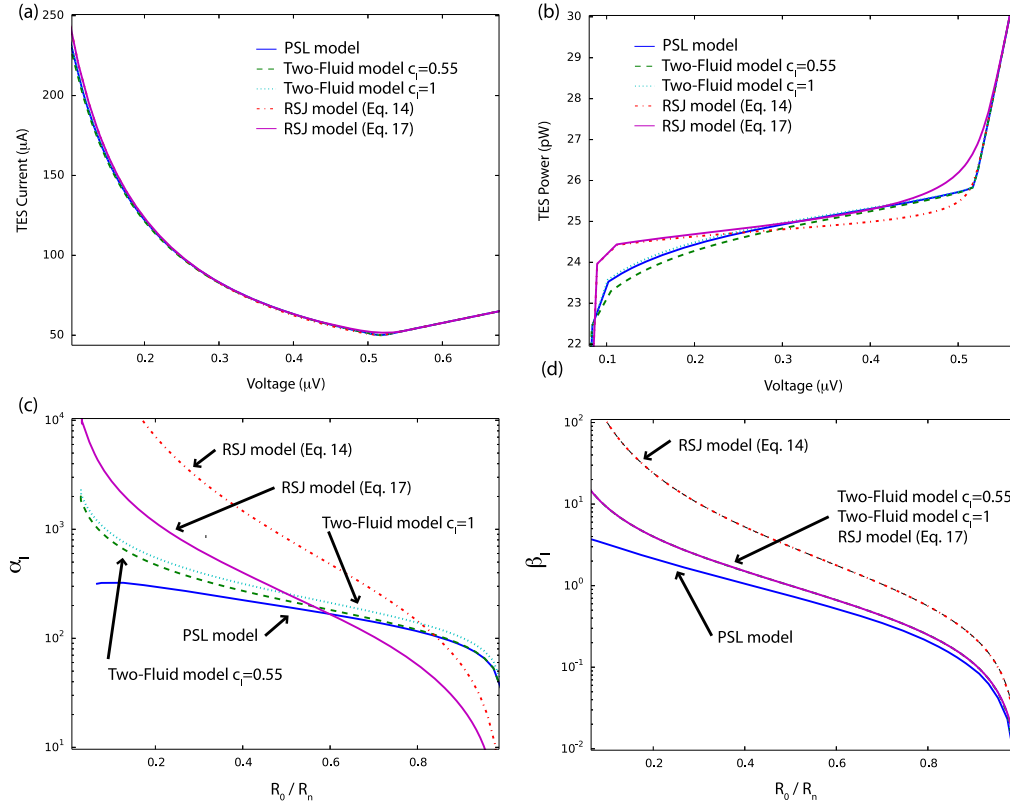 (a)
PSL model
Two-Fluid model c_I=0.55
Two-Fluid model c_I=1
RSJ model (Eq. 14)
RSJ model (Eq. 17)
250
200
150
100
50
TES Current (μA)
0.2
0.3
0.4
0.5
0.6
Voltage (μV)
(b)
PSL model
Two-Fluid model c_I=0.55
Two-Fluid model c_I=1
RSJ model (Eq. 14)
RSJ model (Eq. 17)
30
29
28
27
26
25
24
23
22
TES Power (pW)
0.1
0.2
0.3
0.4
0.5
Voltage (μV)
(c)
RSJ model (Eq. 14)
RSJ model (Eq. 17)
Two-Fluid model c_I=1
PSL model
Two-Fluid model c_I=0.55
10^4
10^3
10^2
10^1
α_I
0.2
0.4
0.6
0.8
R_0 / R_n
(d)
RSJ model (Eq. 14)
Two-Fluid model c_I=0.55
Two-Fluid model c_I=1
RSJ model (Eq. 17)
PSL model
10^2
10^1
10^0
10^-1
10^-2
β_I
0.2
0.4
0.6
0.8
R_0 / R_n